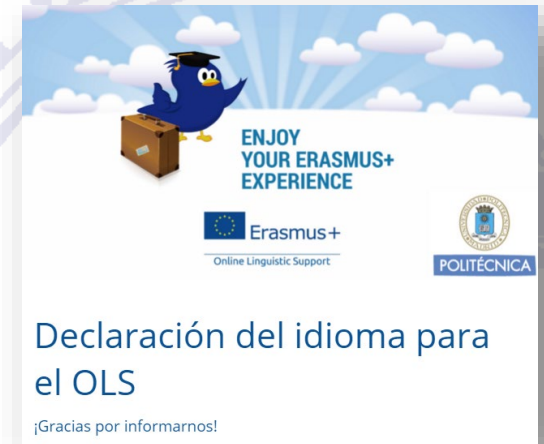 ENJOY
YOUR ERASMUS+
EXPERIENCE
Erasmus+
Online Linguistic Support
POLITÉCNICA
Declaración del idioma para
el OLS
¡Gracias por informarnos!